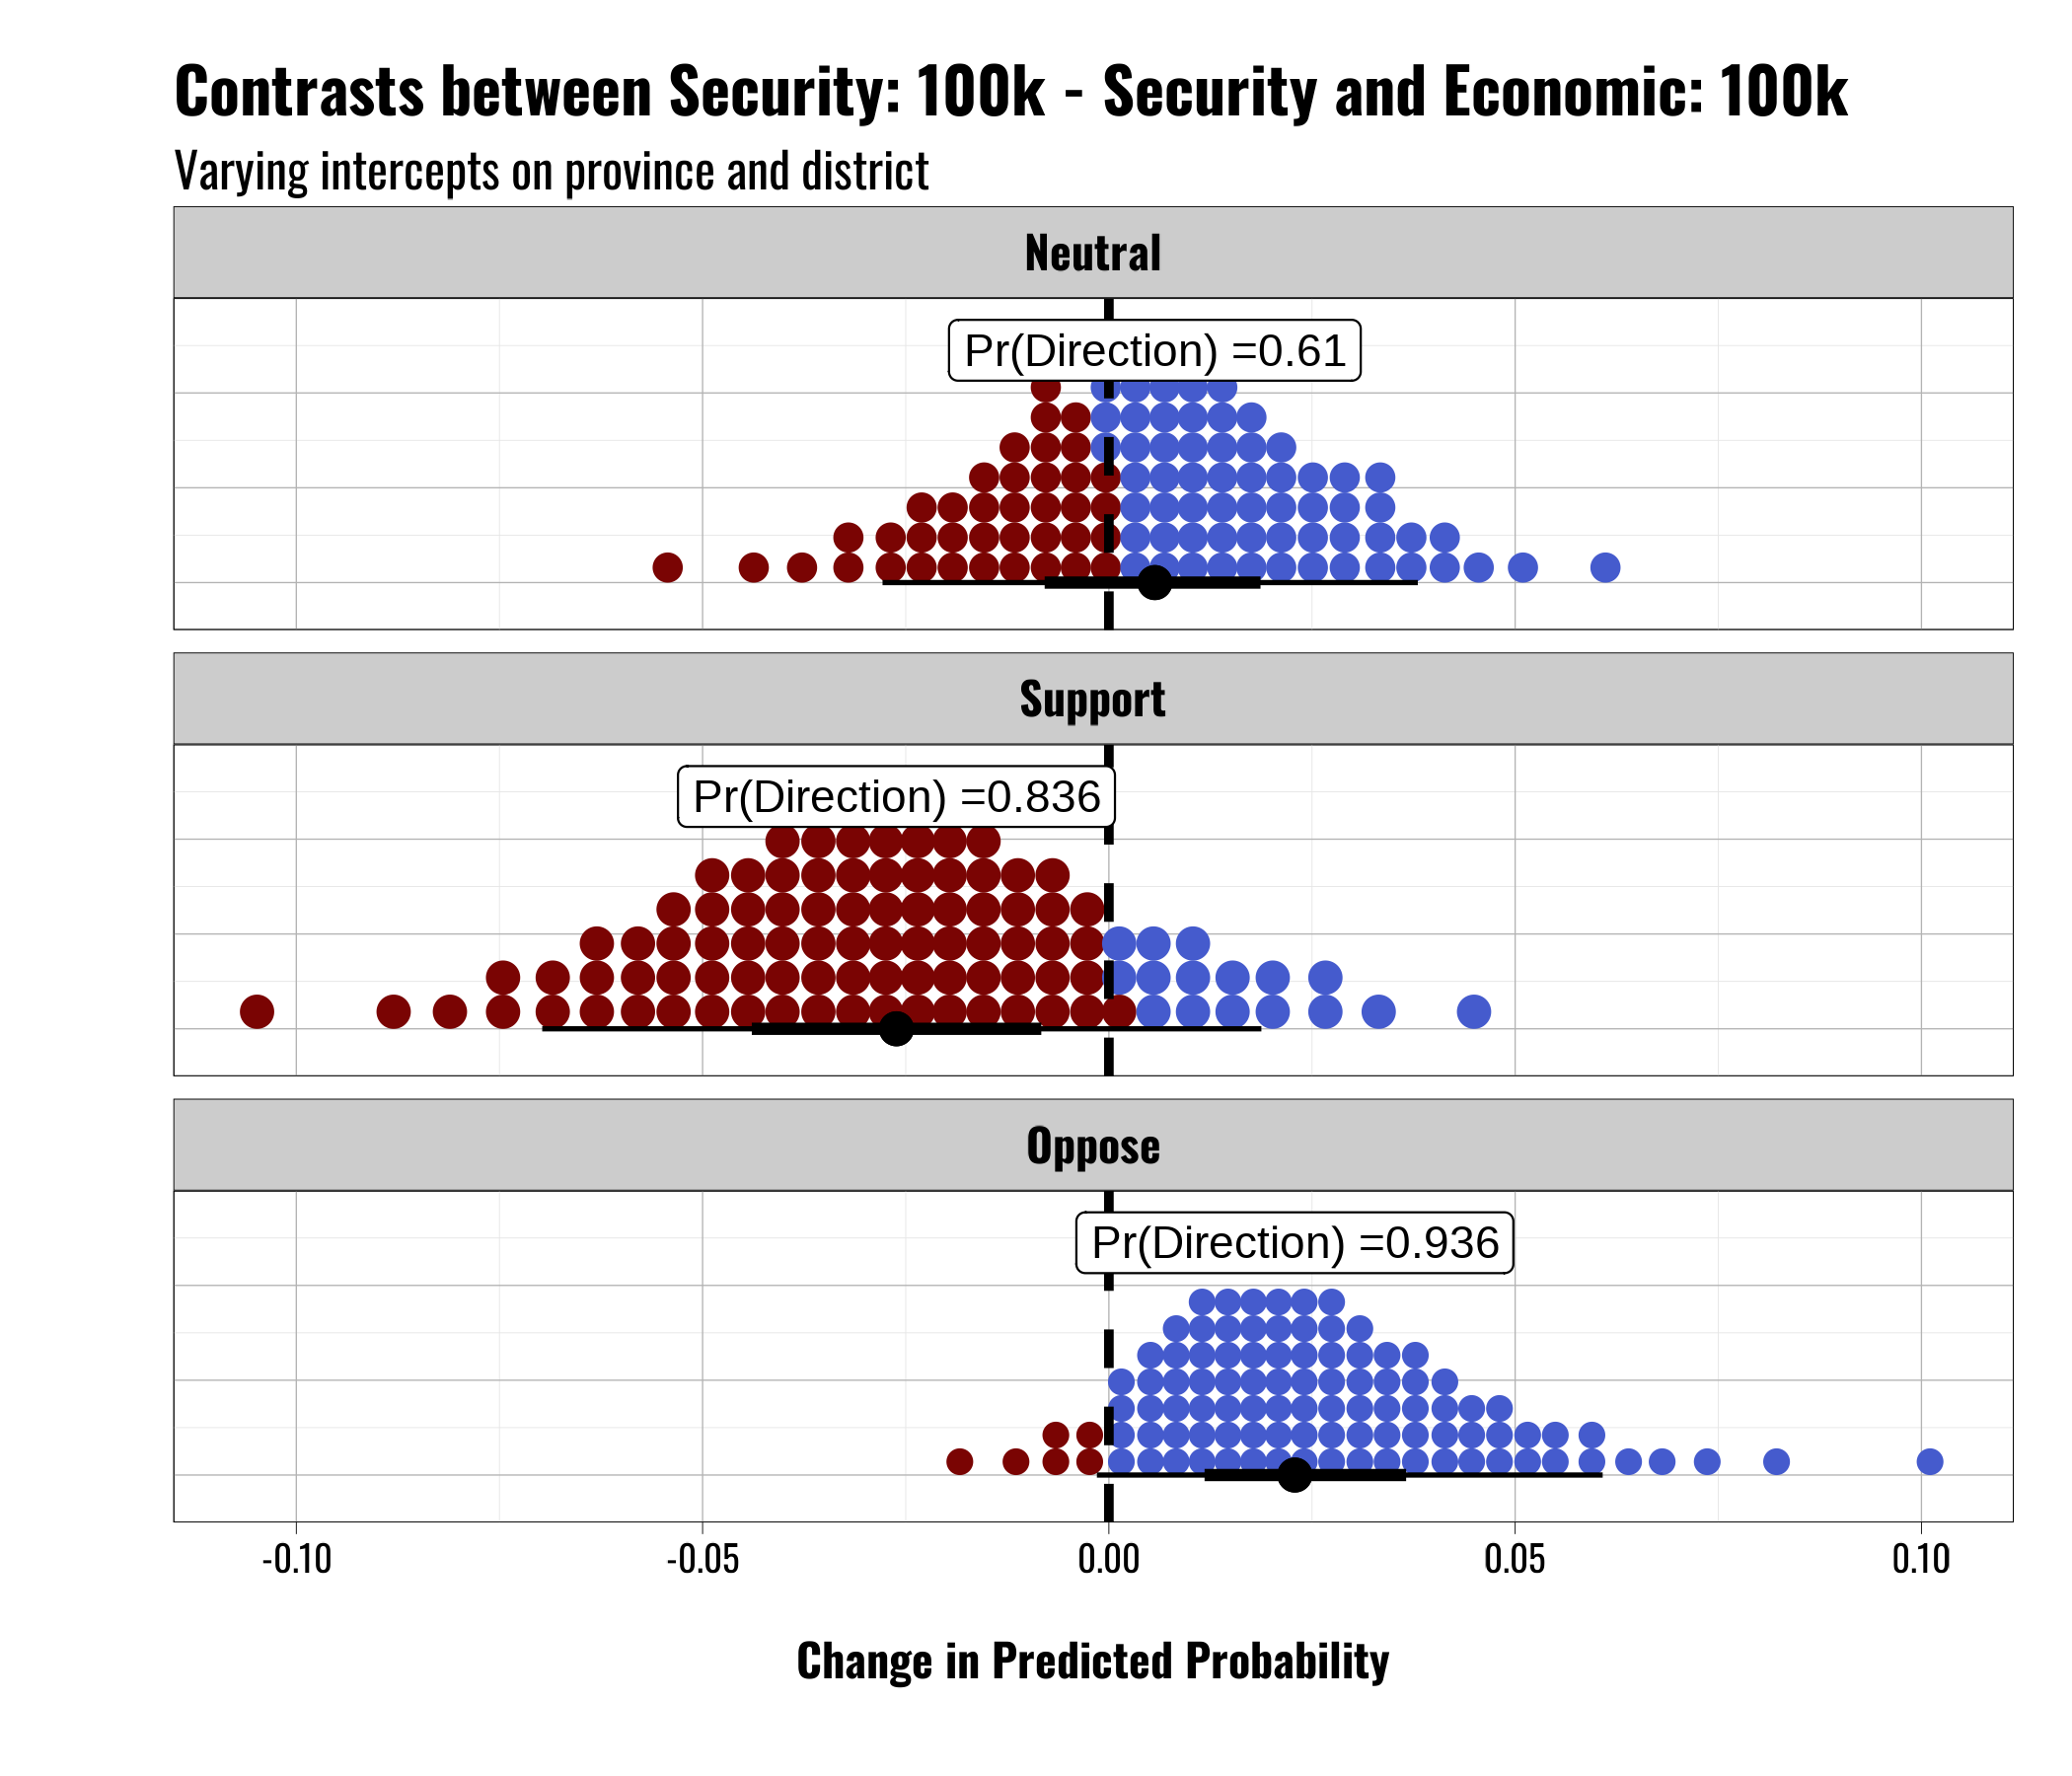 Contrasts between Security: 100k - Security and Economic: 100k
Varying intercepts on province and district
Neutral
Pr(Direction) =0.61
Support
Pr(Direction) =0.836
Oppose
Pr(Direction) =0.936
-0.10 -0.05 0.00 0.05 0.10
Change in Predicted Probability